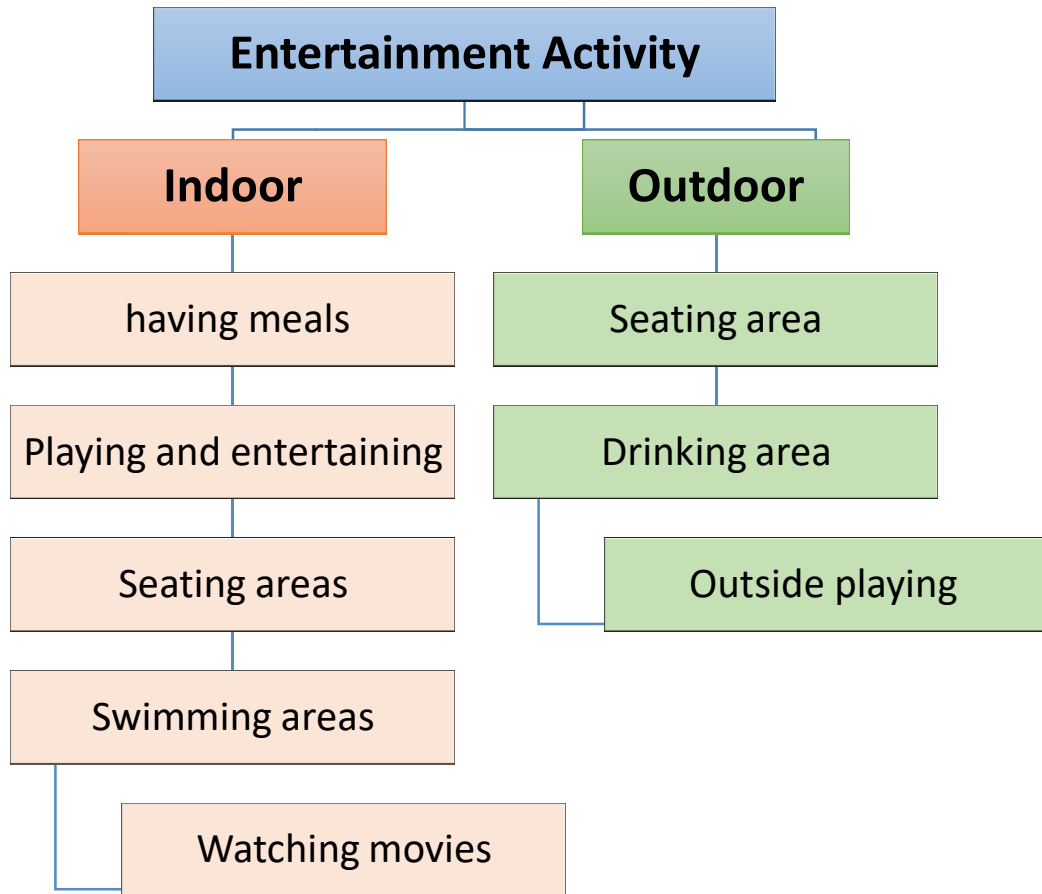 Entertainment Activity
Indoor
Outdoor
having meals
Seating area
Playing and entertaining
Drinking area
Seating areas
Outside playing
Swimming areas
Watching movies